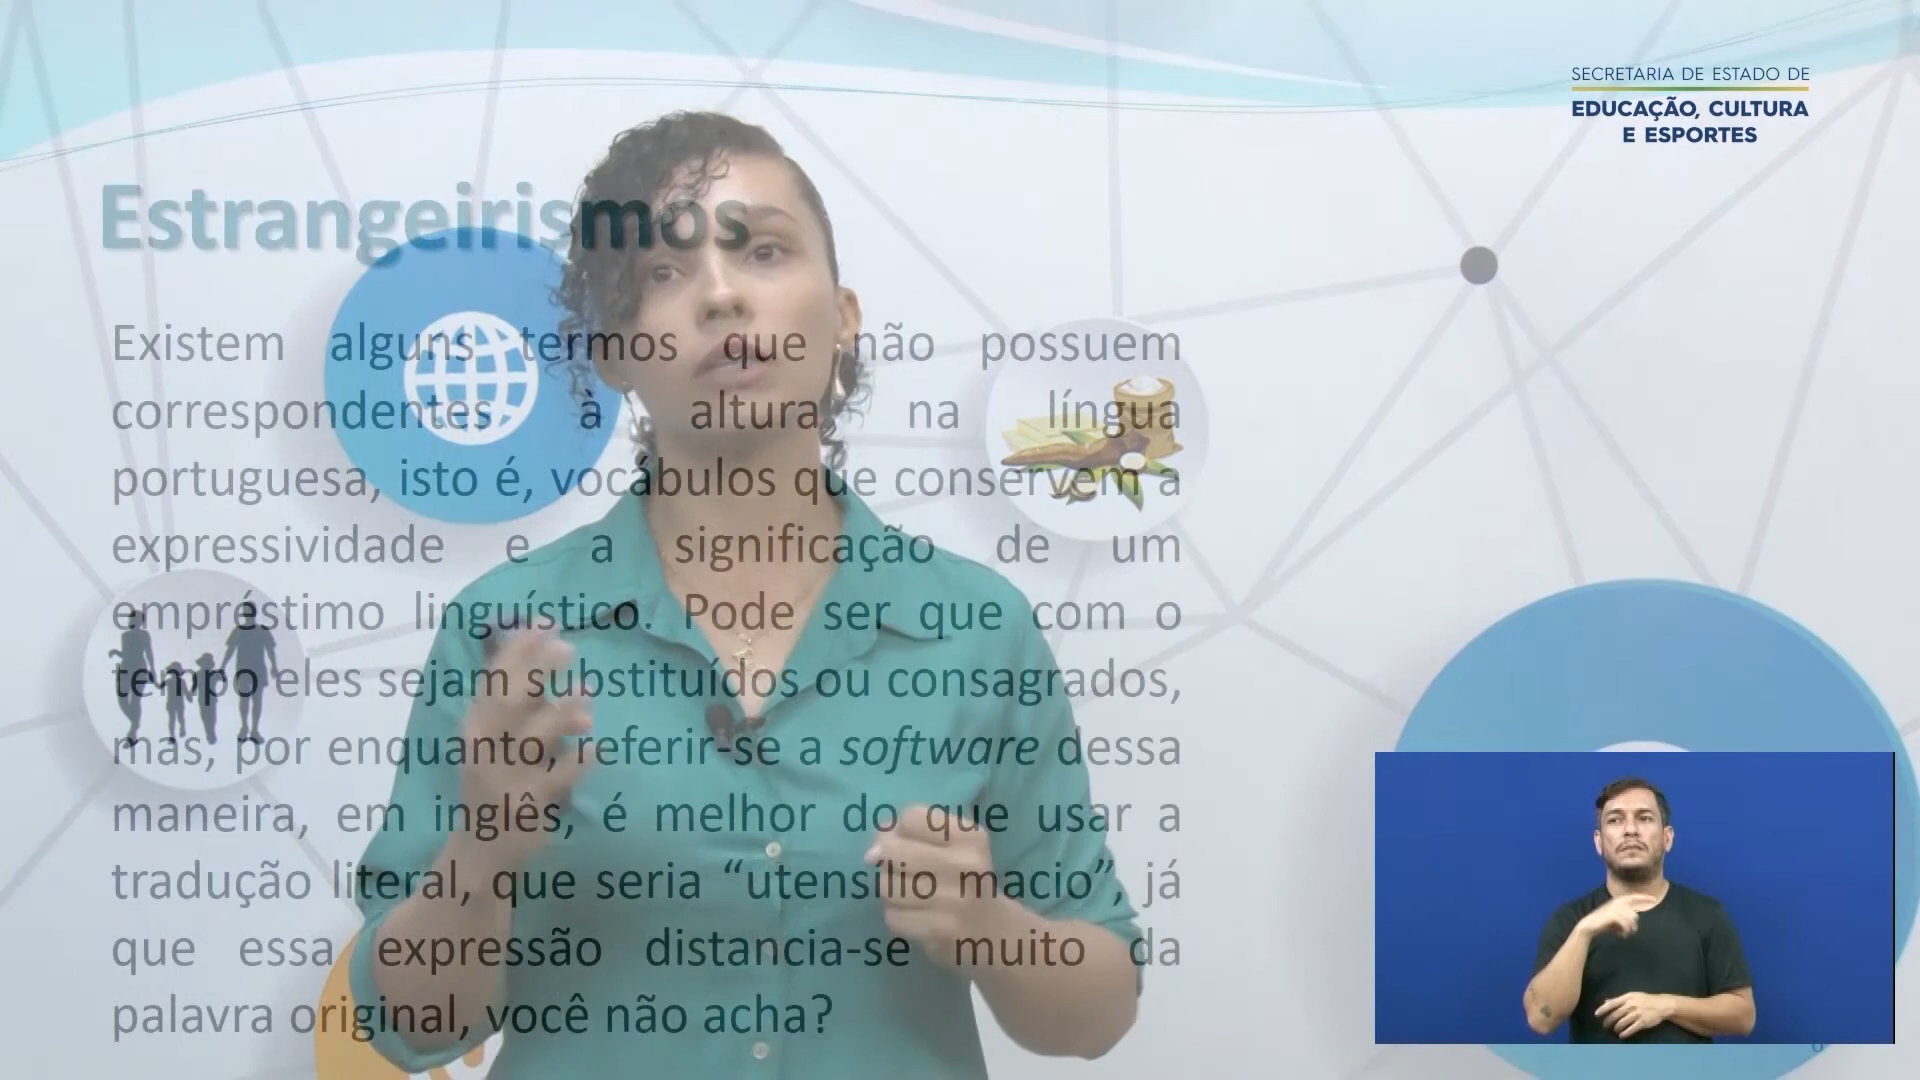 SECRETARIA DE ESTADO DE
EDUCAÇÃO, CULTURA
E ESPORTES
Estrangeirismos
Existem alguns termos que não possuem
correspondentes à altura na língua
portuguesa, isto é, vocábulos que conservem a
expressividade e a significação de um
empréstimo linguístico. Pode ser que com o
tempo eles sejam substituídos ou consagrados,
mas, por enquanto, referir-se a software dessa
maneira, em inglês, é melhor do que usar a
tradução literal, que seria “utensílio macio”, já
que essa expressão distancia-se muito da
palavra original, você não acha?